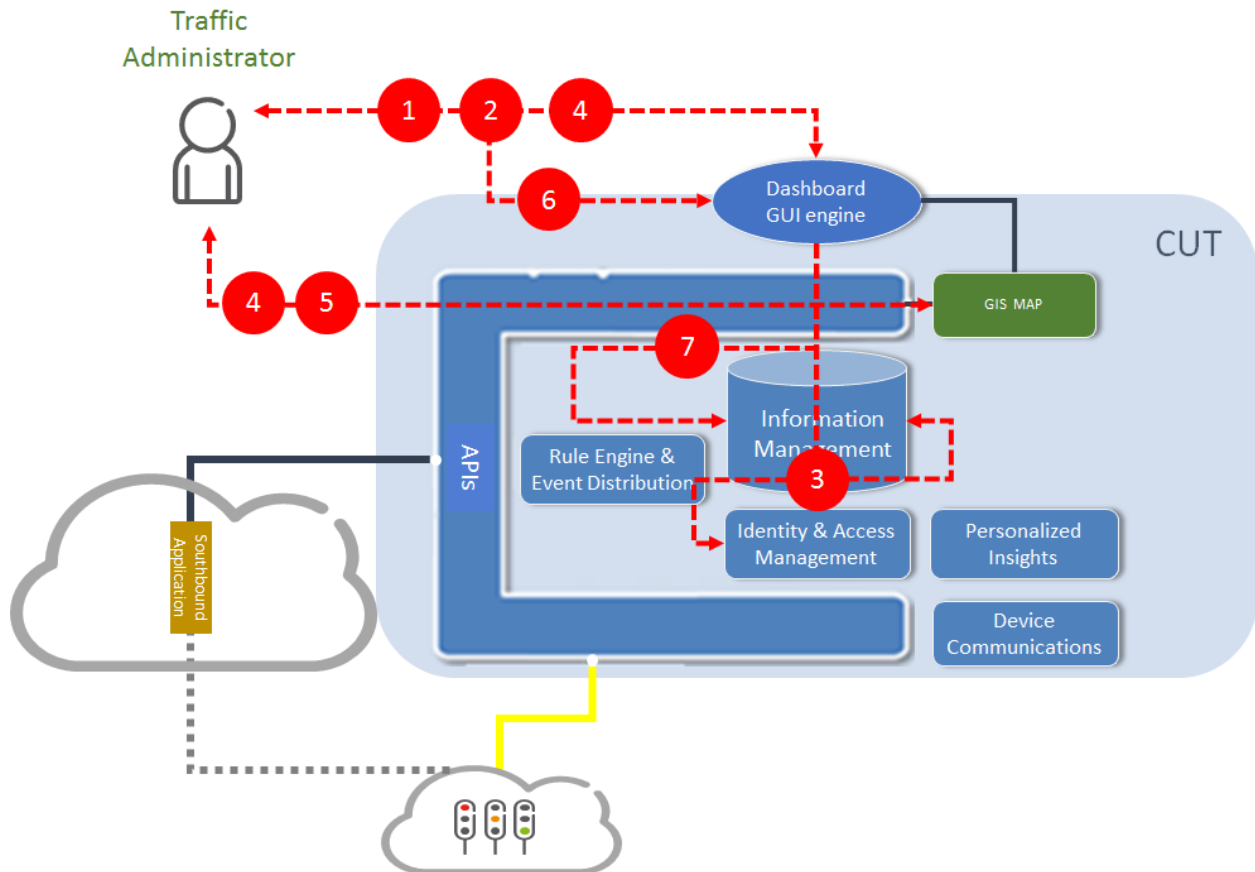 Traffic
Administrator
1
2
4
6
Dashboard
GUI engine
CUT
4
5
GIS MAP
7
Information
Management
APIs
Rule Engine &
Event Distribution
3
Southbound
Application
Identity & Access
Management
Personalized
Insights
Device
Communications